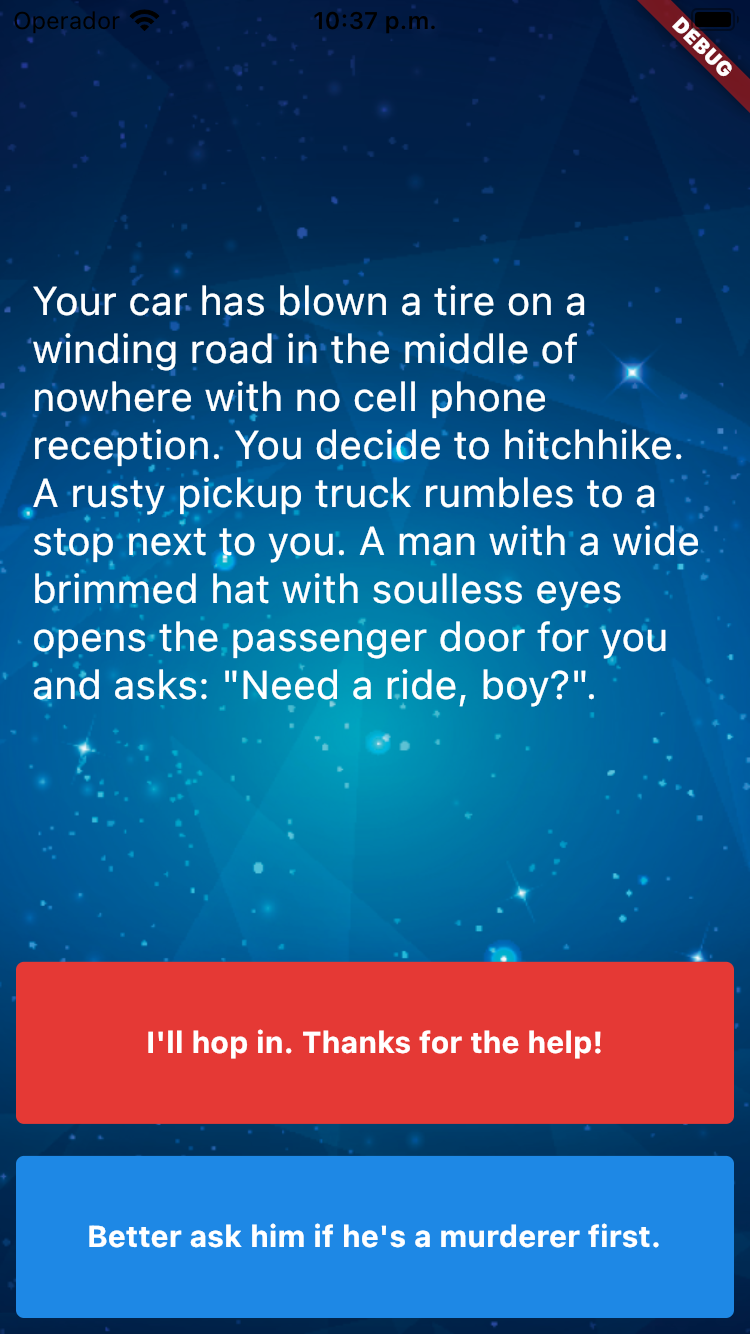 Operador
10:37 p.m.
DEBUG
Your car has blown a tire on a
winding road in the middle of
nowhere with no cell phone
reception. You decide to hitchhike.
A rusty pickup truck rumbles to a
stop next to you. A man with a wide
brimmed hat with soulless eyes
opens the passenger door for you
and asks: "Need a ride, boy?".
I'll hop in. Thanks for the help!
Better ask him if he's a murderer first.